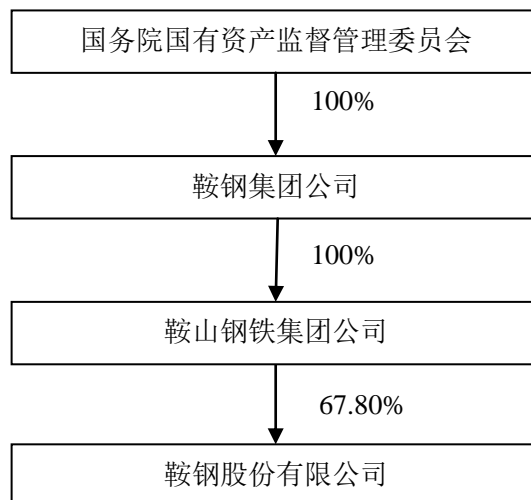 国务院国有资产监督管理委员会
100%
鞍钢集团公司
100%
鞍山钢铁集团公司
67.80%
鞍钢股份有限公司